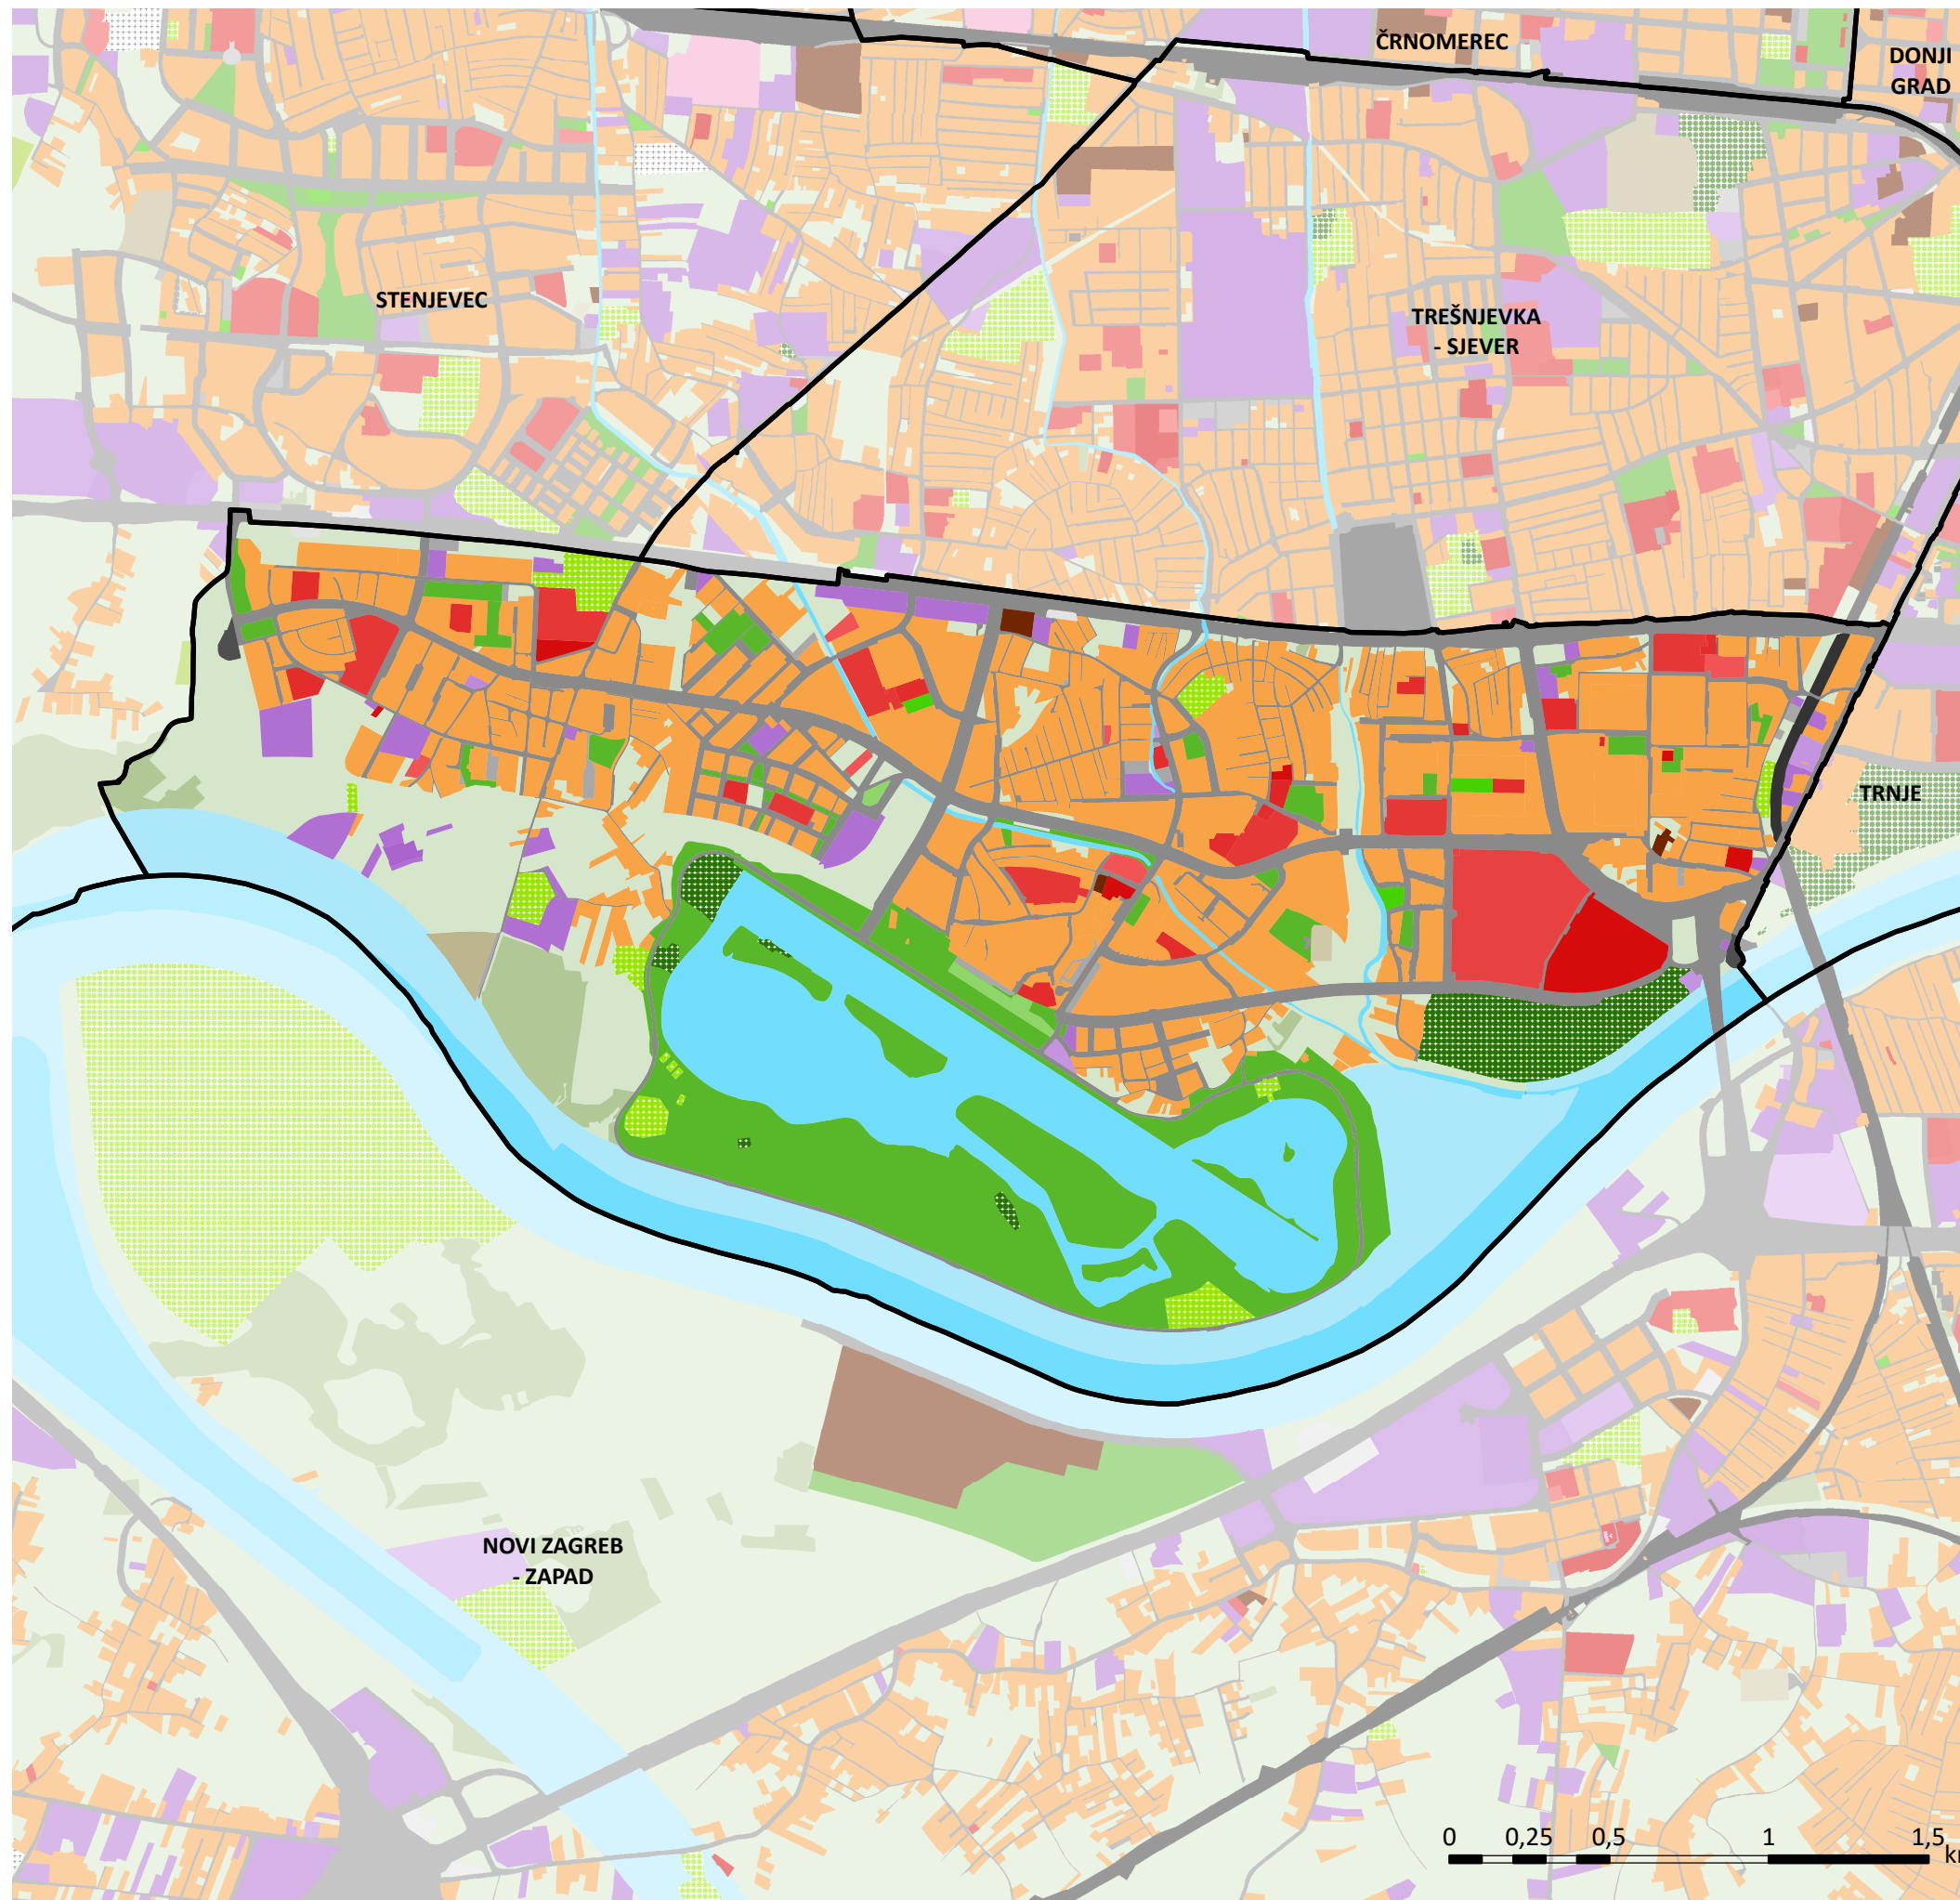 ČRNOMEREC
DONJI
GRAD
STENJEVEC
TREŠNJEVKA
- SJEVER
TRNJE
NOVI ZAGREB
- ZAPAD
0 0,25 0,5 1 1,5